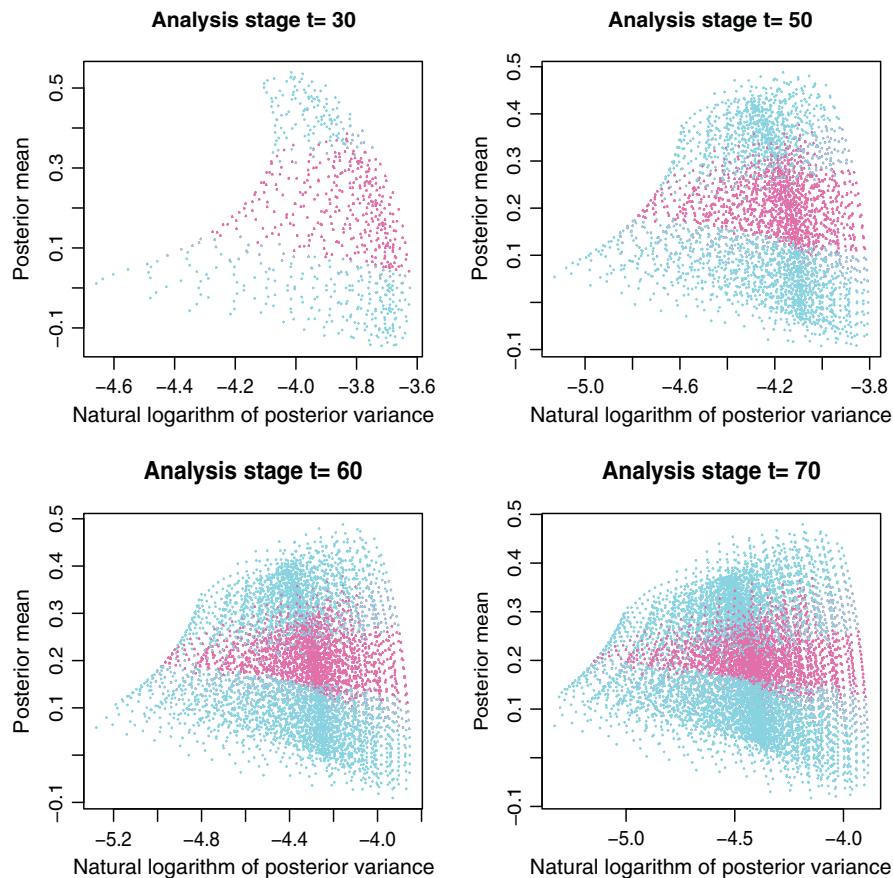 Analysis stage t= 30
Posterior mean
0.5
0.3
0.1
−0.1
−4.6 −4.4 −4.2 −4.0 −3.8 −3.6
Natural logarithm of posterior variance
Analysis stage t= 50
Posterior mean
0.5
0.4
0.3
0.2
0.1
−0.1
−5.0 −4.6 −4.2 −3.8
Natural logarithm of posterior variance
Analysis stage t= 60
Posterior mean
0.5
0.4
0.3
0.2
0.1
−0.1
−5.2 −4.8 −4.4 −4.0
Natural logarithm of posterior variance
Analysis stage t= 70
Posterior mean
0.5
0.4
0.3
0.2
0.1
−0.1
−5.0 −4.5 −4.0
Natural logarithm of posterior variance